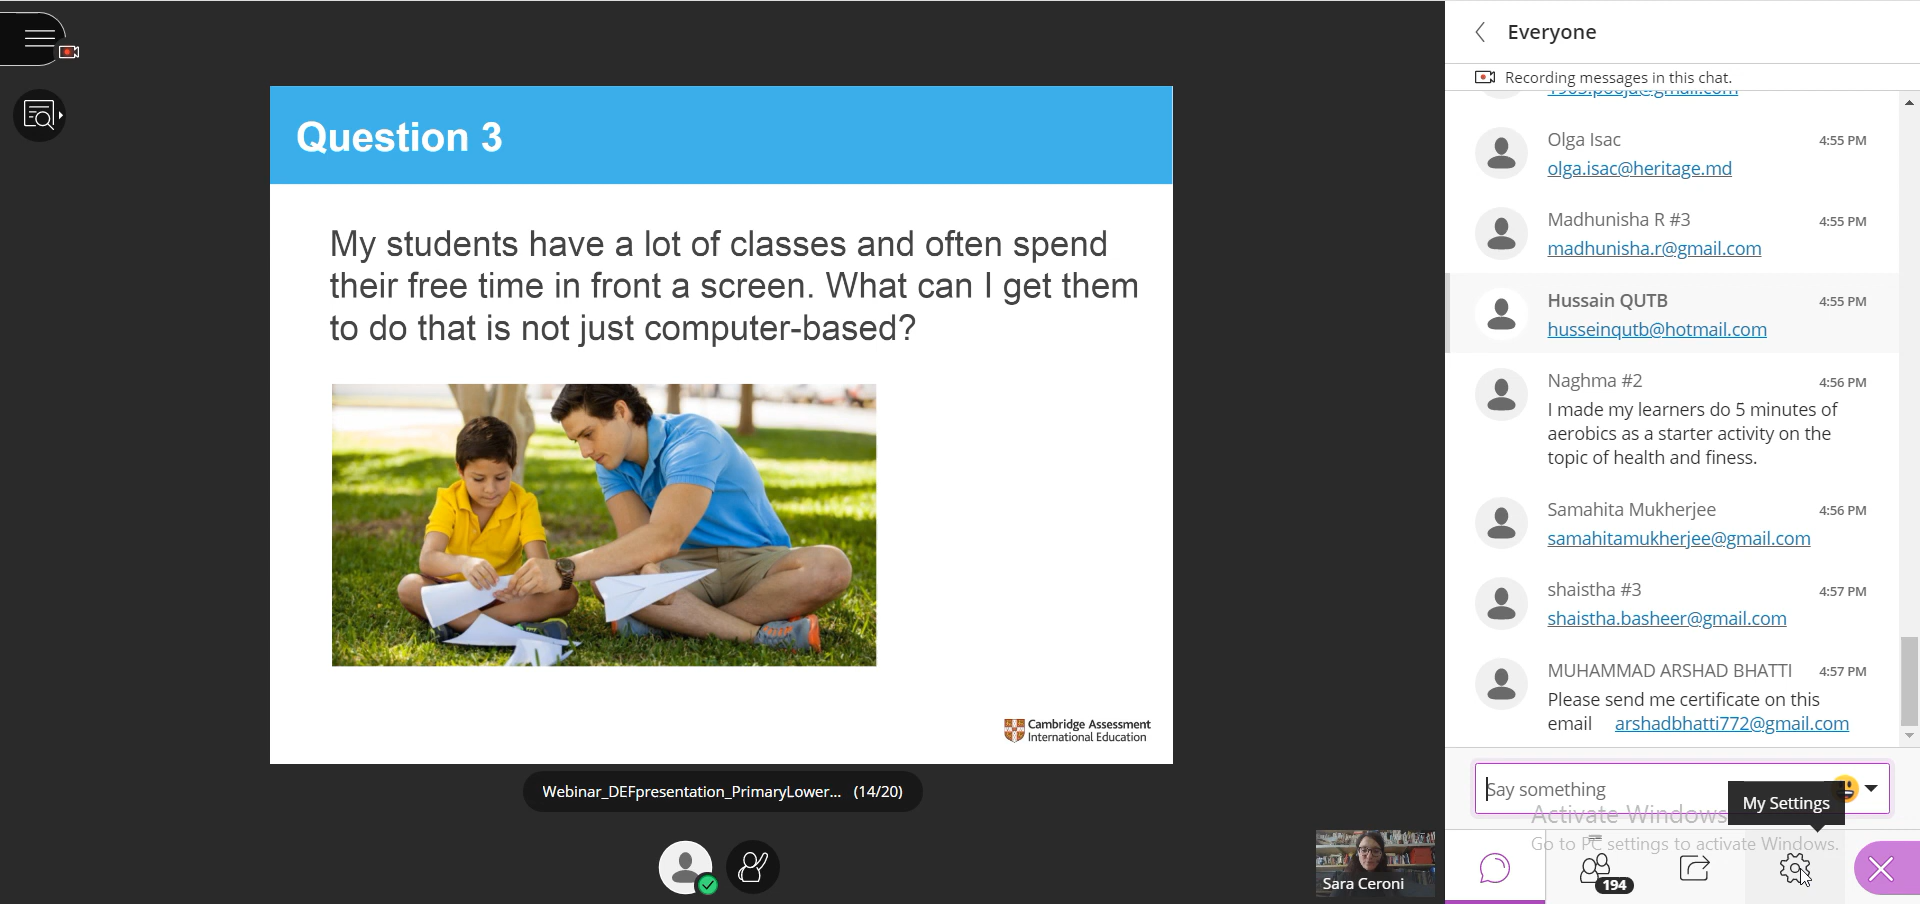 Question 3
My students have a lot of classes and often spend
their free time in front a screen. What can I get them
to do that is not just computer-based?
Cambridge Assessment
International Education
Webinar_DEFpresentation_PrimaryLower... (14/20)
Sara Ceroni
Everyone
Recording messages in this chat.
Olga Isac 4:55 PM
olga.isac@heritage.md
Madhunisha R #3 4:55 PM
madhunisha.r@gmail.com
Hussain QUTB 4:55 PM
husseinqutb@hotmail.com
Naghma #2 4:56 PM
I made my learners do 5 minutes of
aerobics as a starter activity on the
topic of health and finess.
Samahita Mukherjee 4:56 PM
samahitamukherjee@gmail.com
shaistha #3 4:57 PM
shaistha.basheer@gmail.com
MUHAMMAD ARSHAD BHATTI 4:57 PM
Please send me certificate on this
email arshadbhatti772@gmail.com
Say something
My Settings
Activate Windows
Go to PC settings to activate Windows.
194